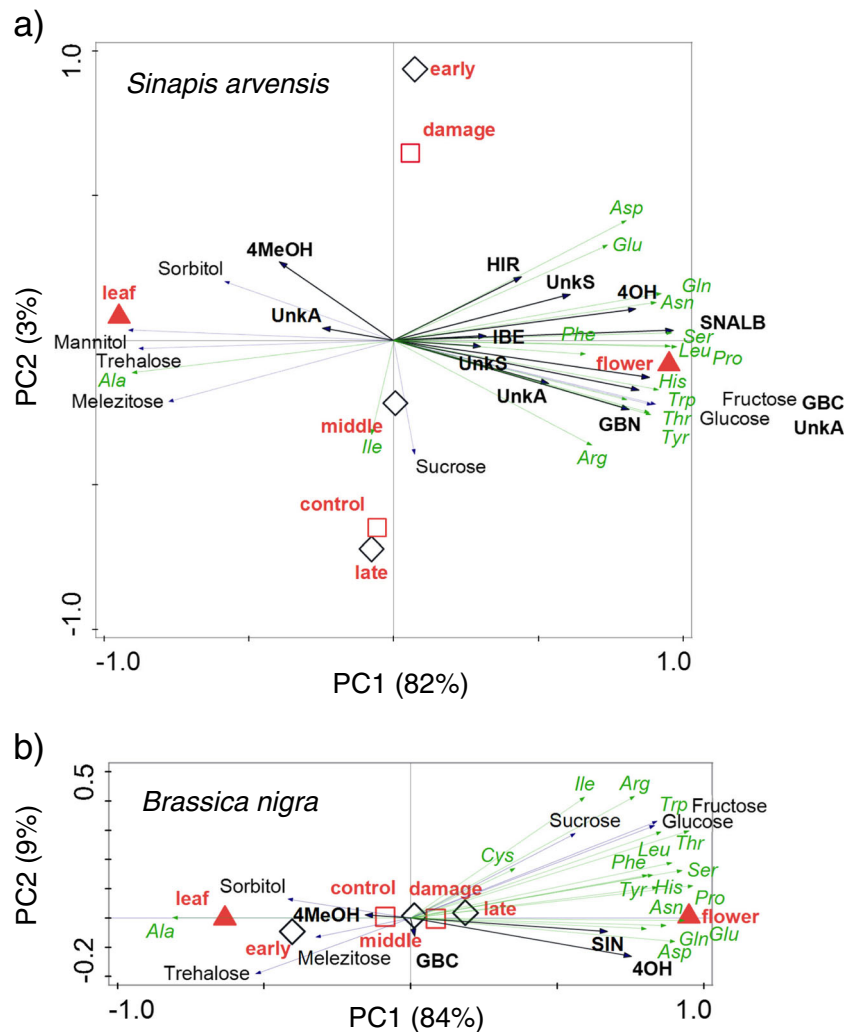 a)
1.0
Sinapis arvensis
early
damage
Asp
Glu
4MeOH
Sorbitol
HIR
UnkS
Gln
4OH
Asn
leaf
UnkA
SNALB
Mannitol
IBE
Phe
Ser
Trehalose
Leu
Pro
UnkS
flower
Ala
His
Melezitose
UnkA
Trp
Fructose
GBC
middle
GBN
Thr
Glucose
UnkA
Ile
Tyr
Sucrose
Arg
control
late
-1.0
PC2 (3%)
-1.0
1.0
PC1 (82%)
b)
0.5
Brassica nigra
Ile
Arg
Trp
Fructose
Sucrose
Glucose
Cys
Leu
Thr
Phe
Ser
leaf
Sorbitol
control
damage
Tyr
His
Pro
4MeOH
late
Asn
flower
Ala
early
middle
SIN
Gln
Glu
Melezitose
GBC
Asp
Trehalose
4OH
-0.2
PC2 (9%)
-1.0
1.0
PC1 (84%)